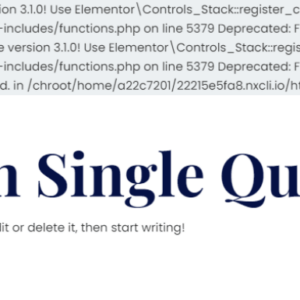 ion 3.1.0! Use Elementor\Controls_Stack::register_c
-includes/functions.php on line 5379 Deprecated: F
e version 3.1.0! Use Elementor\Controls_Stack::regis
-includes/functions.php on line 5379 Deprecated: F
d. in /chroot/home/a22c7201/22215e5fa8.nxcli.io/ht
n Single Qu
lit or delete it, then start writing!